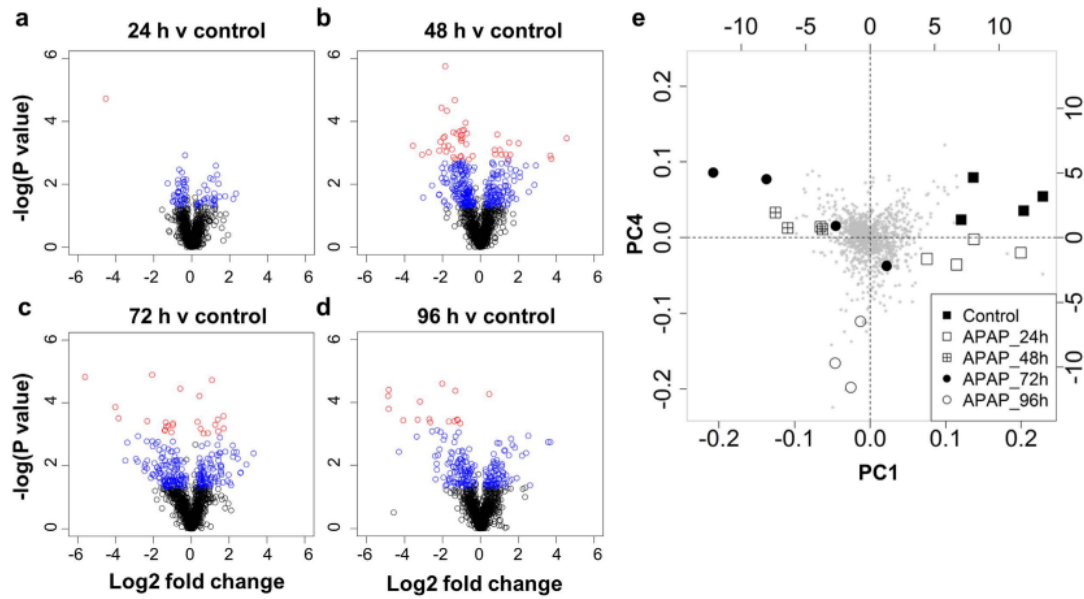 a
24 h v control
b
48 h v control
6
4
2
0
-log(P value)
-6 -4 -2 0 2 4 6
6
4
2
0
-6 -4 -2 0 2 4 6
c
72 h v control
d
96 h v control
6
4
2
0
-log(P value)
-6 -4 -2 0 2 4 6
Log2 fold change
6
4
2
0
-6 -4 -2 0 2 4 6
Log2 fold change
e
-10 -5 0 5 10
0.2
0.1
0.0
-0.1
-0.2
PC4
10
5
0
-5
-10
Control
APAP_24h
APAP_48h
APAP_72h
APAP_96h
-0.2 -0.1 0.0 0.1 0.2
PC1